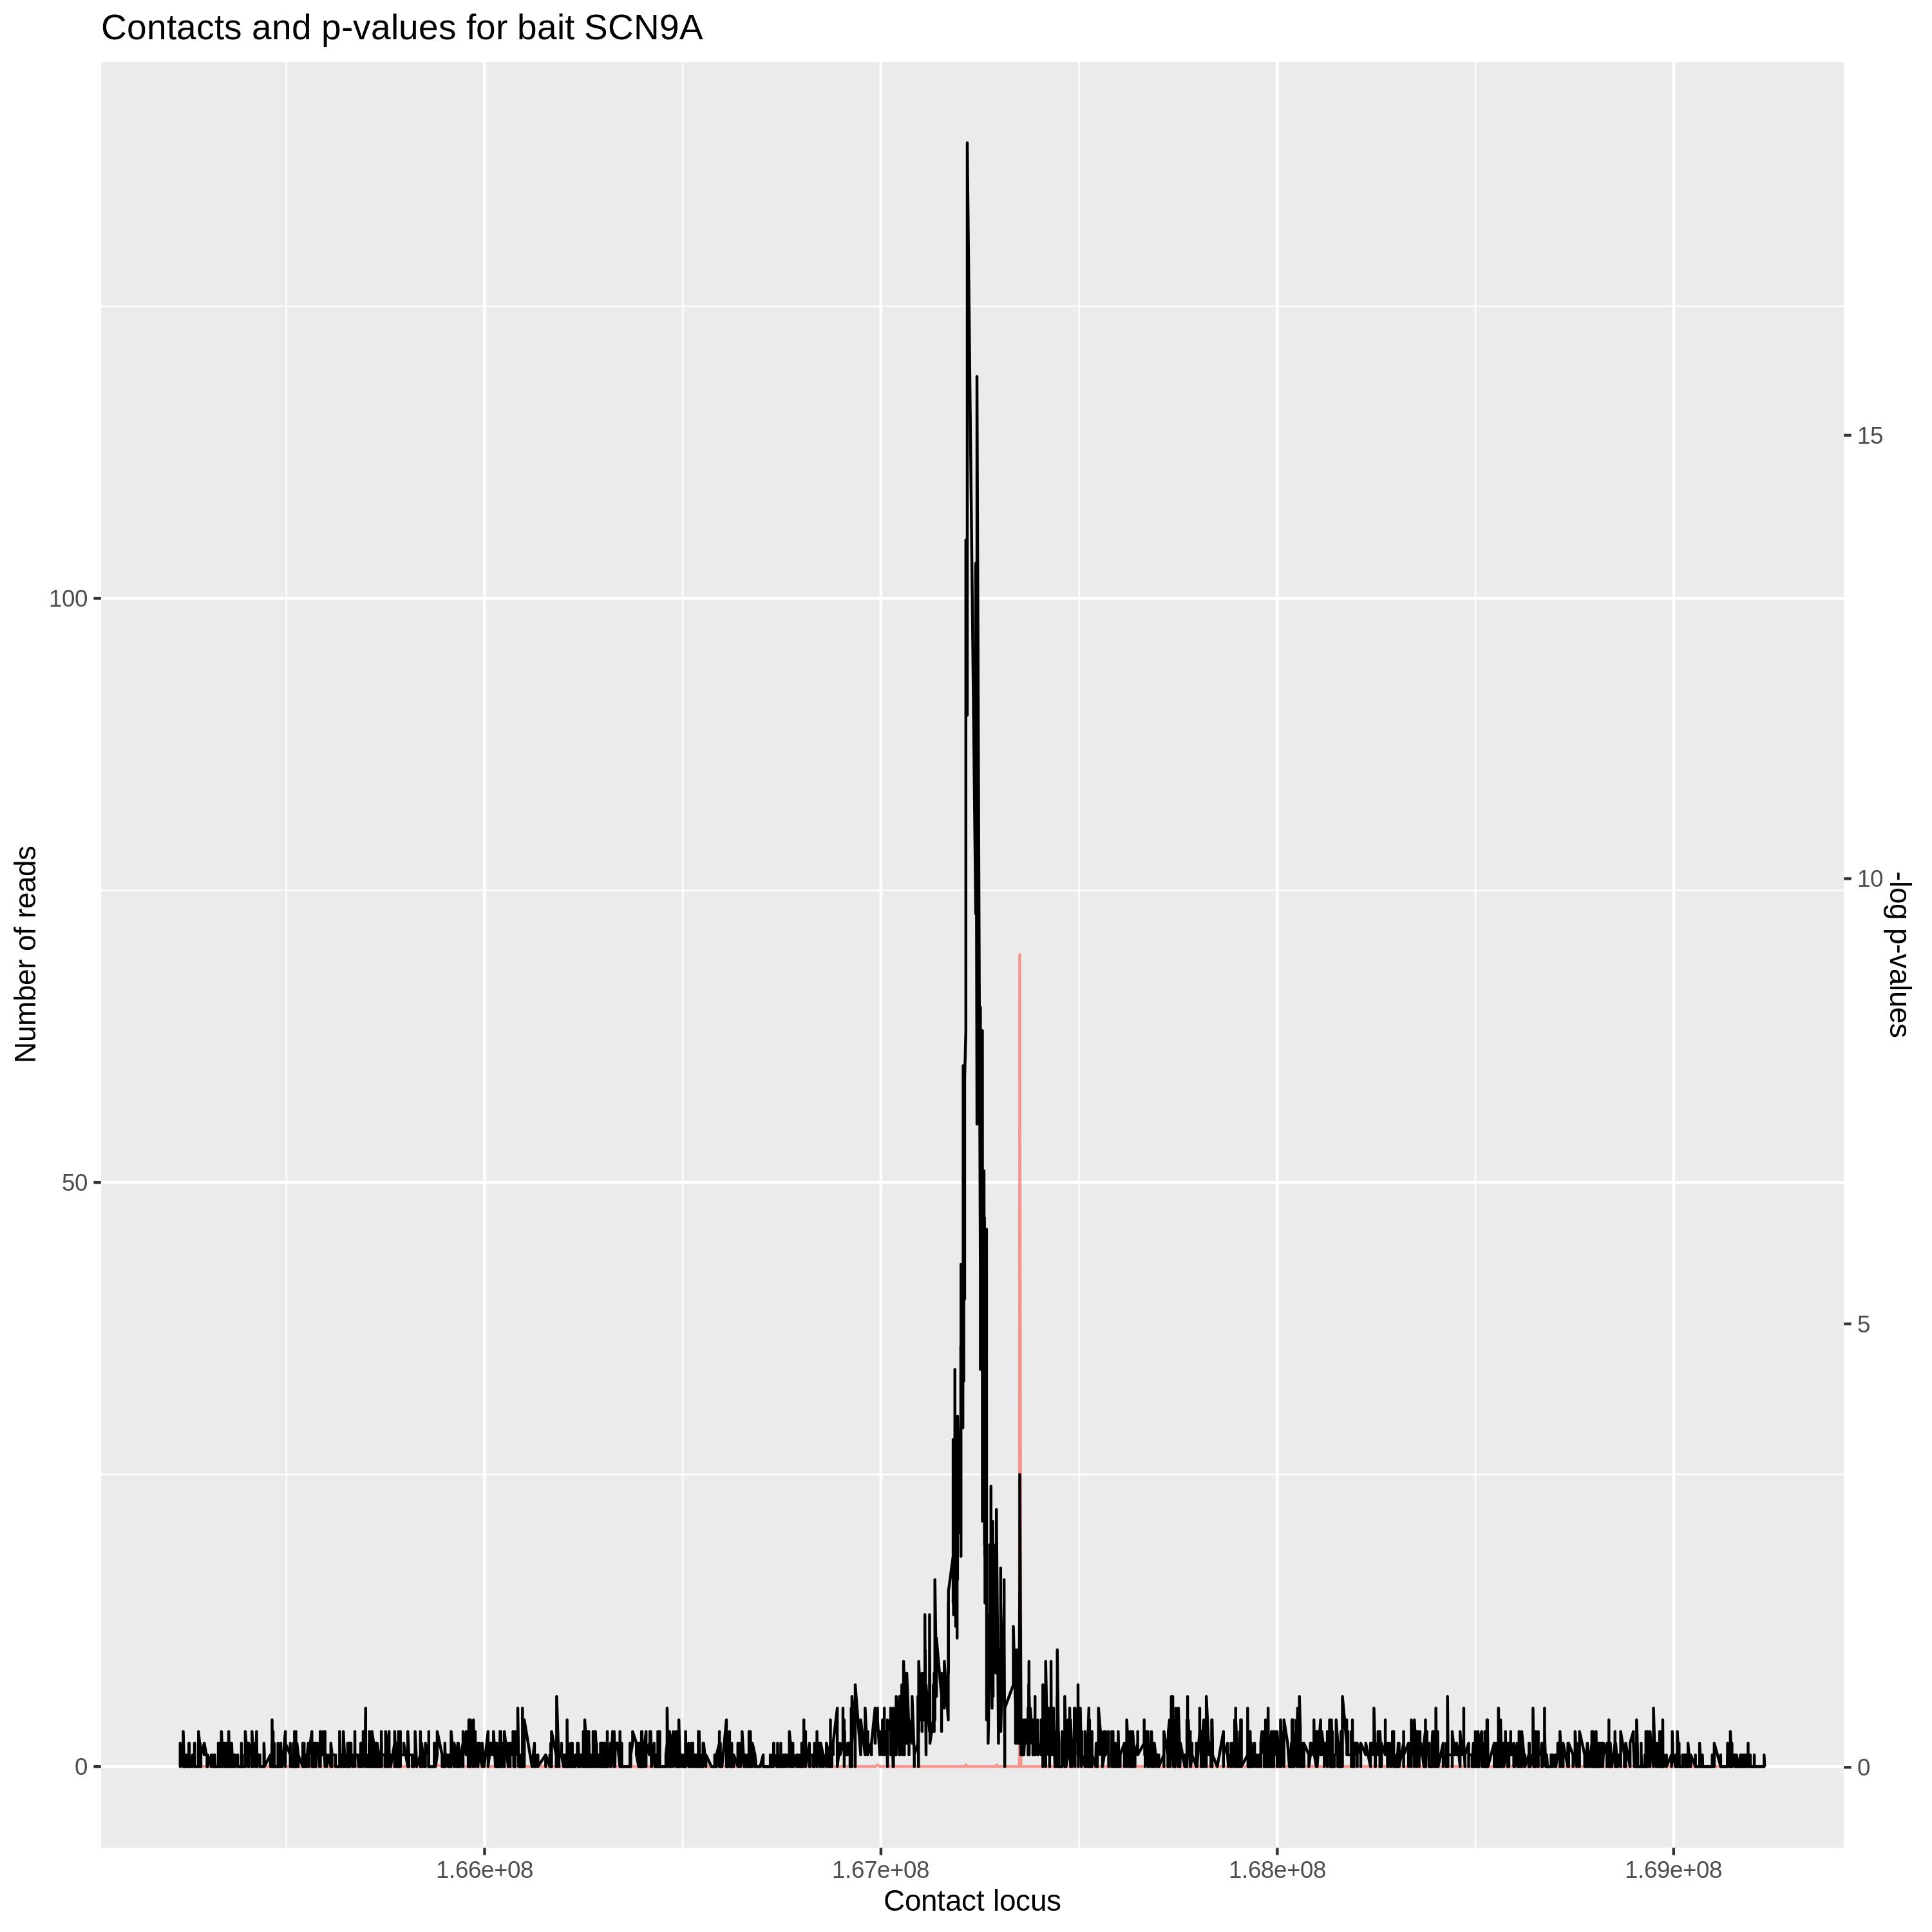 Contacts and p-values for bait SCN9A
Number of reads
100
50
0
15
10
5
0
-log p-values
1.66e+08
1.67e+08
1.68e+08
1.69e+08
Contact locus